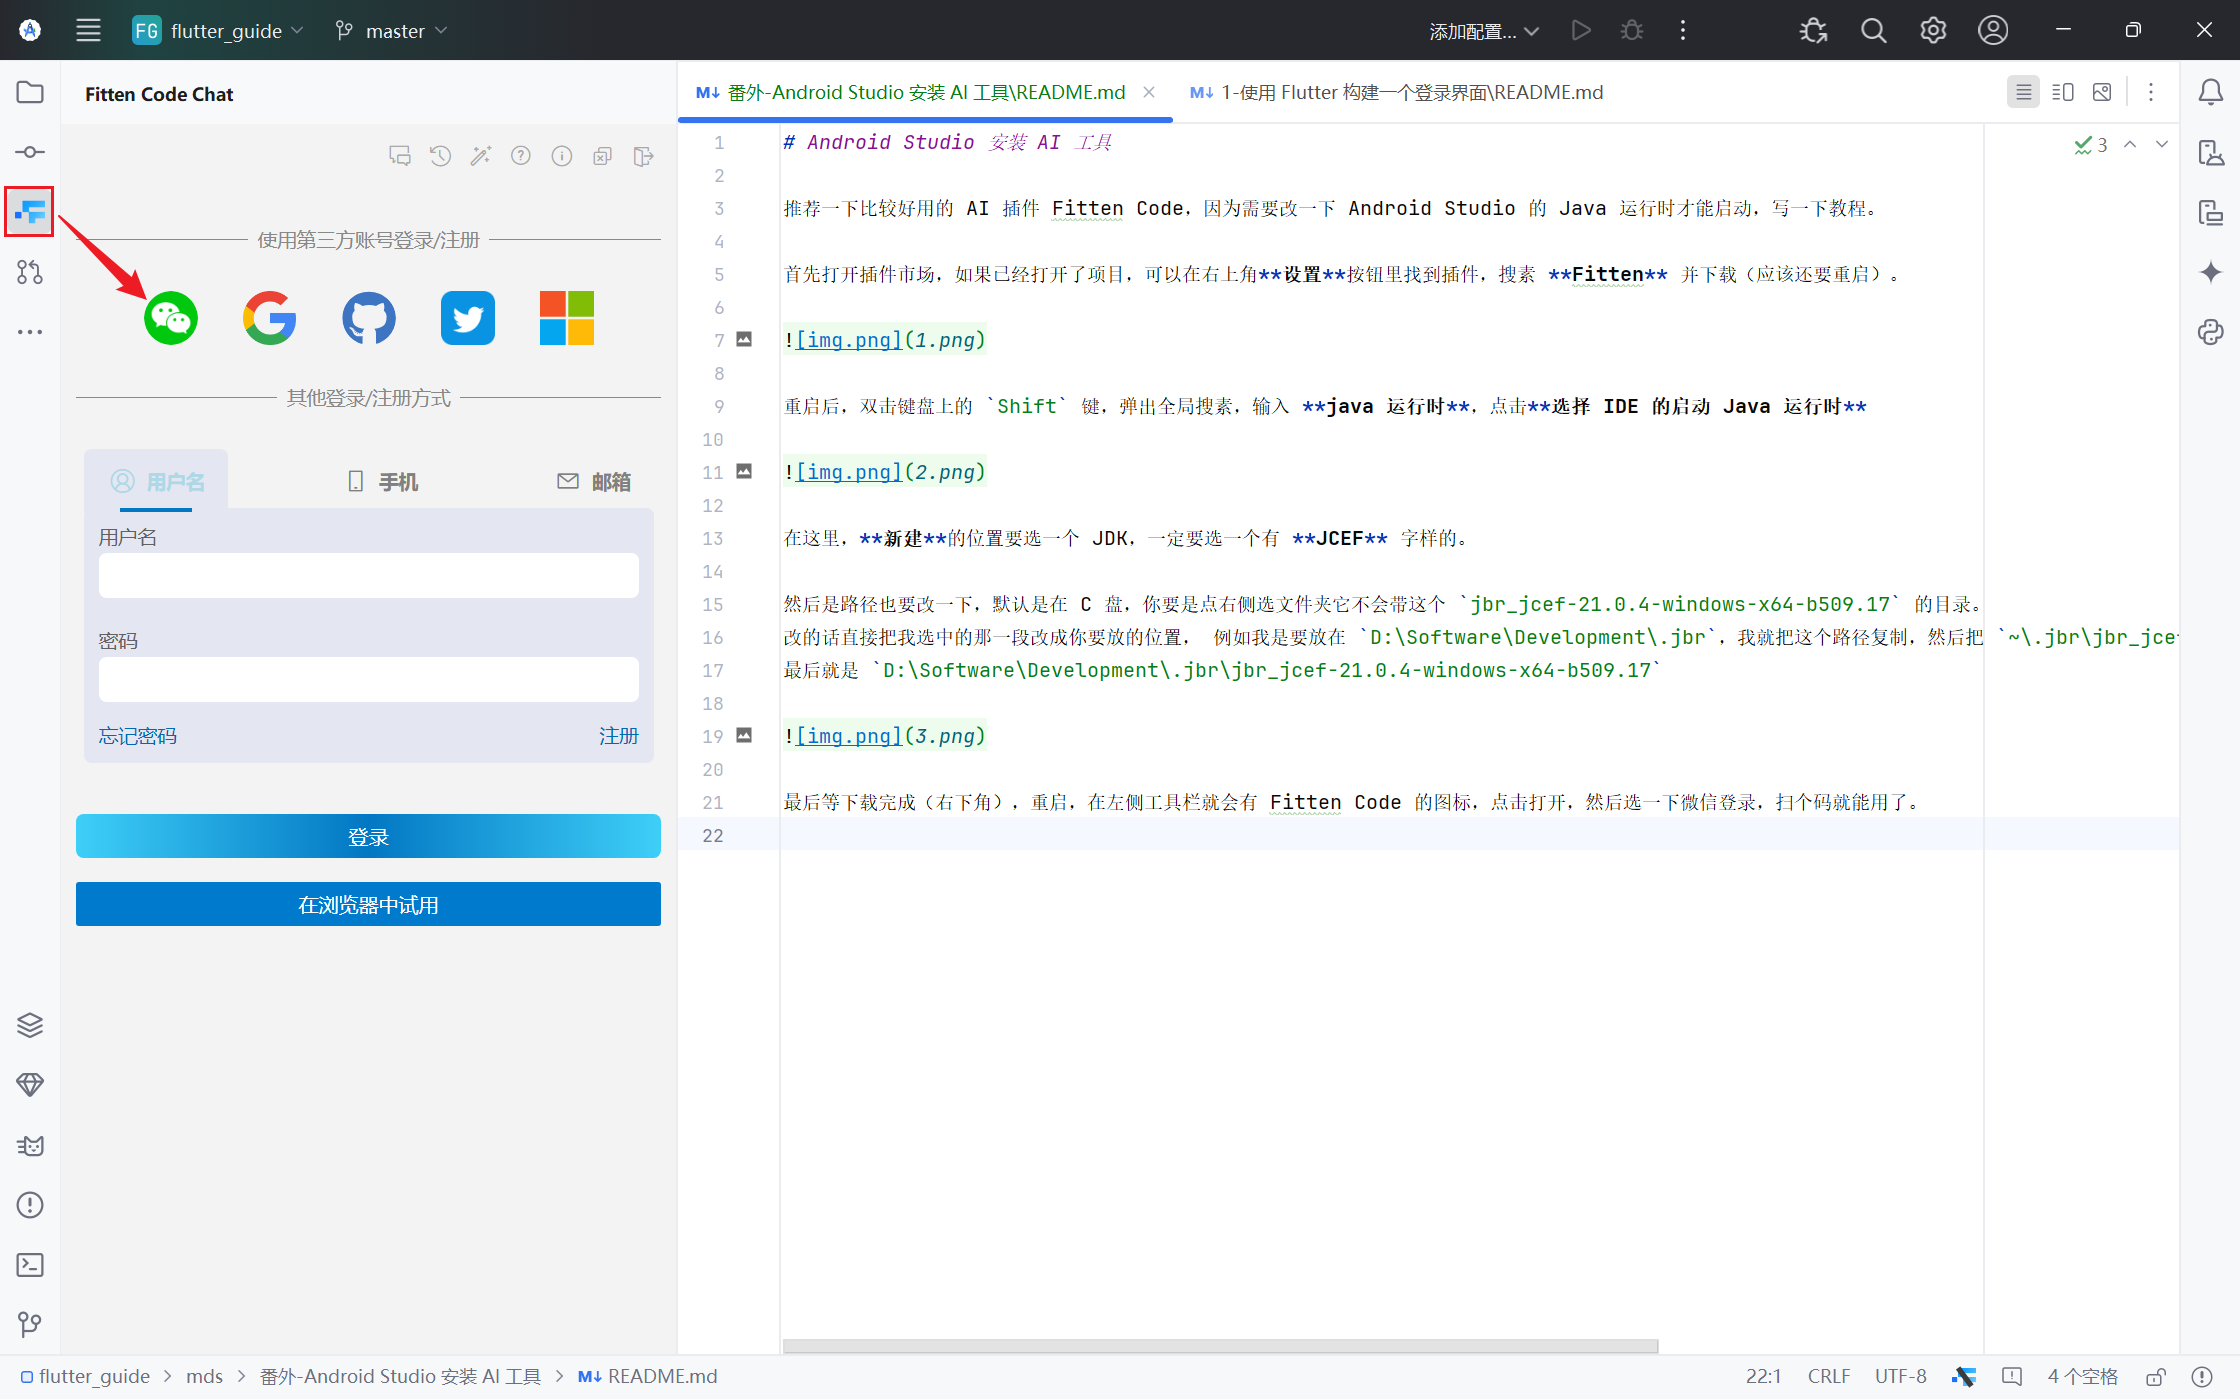 FG flutter_guide master 添加配置...
Fitten Code Chat
使用第三方账号登录/注册
其他登录/注册方式
用户名 手机 邮箱
用户名
密码
忘记密码 注册
登录
在浏览器中试用
M↓ 番外-Android Studio 安装 AI 工具\README.md M↓ 1-使用 Flutter 构建一个登录界面\README.md
3
1 # Android Studio 安装 AI 工具
2
3 推荐一下比较好用的 AI 插件 Fitten Code，因为需要改一下 Android Studio 的 Java 运行时才能启动，写一下教程。
4
5 首先打开插件市场，如果已经打开了项目，可以在右上角**设置**按钮里找到插件，搜素 **Fitten** 并下载（应该还要重启）。
6
7 ![img.png](1.png)
8
9 重启后，双击键盘上的 `Shift` 键，弹出全局搜素，输入 **java 运行时**，点击**选择 IDE 的启动 Java 运行时**
10
11 ![img.png](2.png)
12
13 在这里，**新建**的位置要选一个 JDK，一定要选一个有 **JCEF** 字样的。
14
15 然后是路径也要改一下，默认是在 C 盘，你要是点右侧选文件夹它不会带这个 `jbr_jcef-21.0.4-windows-x64-b509.17` 的目录。
16 改的话直接把我选中的那一段改成你要放的位置， 例如我是要放在 `D:\Software\Development\.jbr`，我就把这个路径复制，然后把 `~\.jbr\jbr_jce
17 最后就是 `D:\Software\Development\.jbr\jbr_jcef-21.0.4-windows-x64-b509.17`
18
19 ![img.png](3.png)
20
21 最后等下载完成（右下角），重启，在左侧工具栏就会有 Fitten Code 的图标，点击打开，然后选一下微信登录，扫个码就能用了。
22
flutter_guide > mds > 番外-Android Studio 安装 AI 工具 > M↓ README.md 22:1 CRLF UTF-8 4 个空格